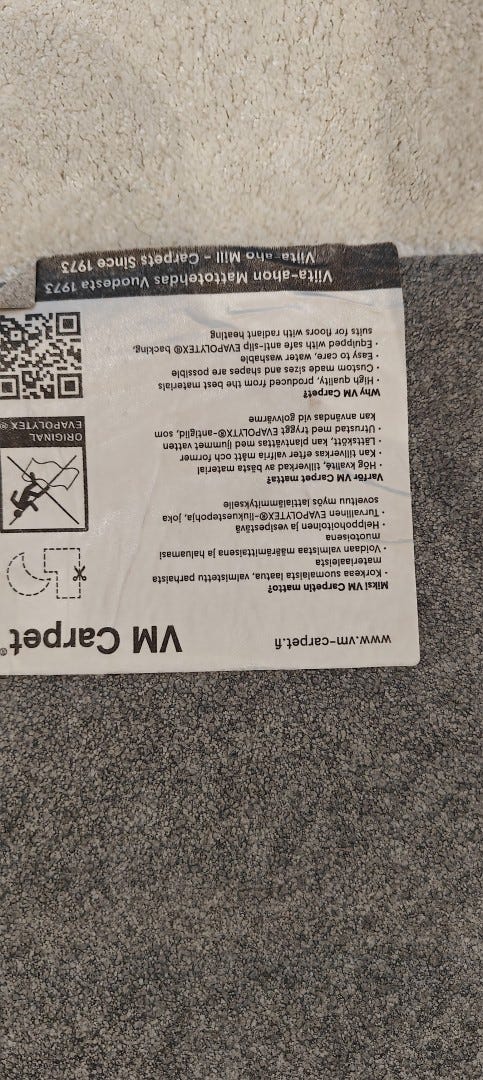 www.vm-carpet.fi
VM Carpet®
Miksi VM Carpetin matto?
• Korkeaa suomalaista laatua, valmistettu parhaista
materiaaleista
• Voidaan valmistaa määrämittaisena ja haluamasi
muotoisena
• Helppohoitoinen ja vesipestävä
• Turvallinen EVAPOLYTEX®-liukuestepohja, joka
soveltuu myös lattialämmitykselle
Varför VM Carpet matta?
• Hög kvalité, tillverkad av bästa material
• Kan tillverkas efter valfria mått och former
• Lättskött, kan planvättas med ljummet vatten
• Utrustad med tryggt EVAPOLYTX®-antiglid, som
kan användas vid golvvärme
Why VM Carpet?
• High quality, produced from the best materials
• Custom made sizes and shapes are possible
• Easy to care, water washable
• Equipped with safe anti-slip EVAPOLYTEX® backing,
suits for floors with radiant heating
ORIGINAL
EVAPOLYTEX®
Viita-ahon Mattotehdas Vuodesta 1973
Viita-aho Mill - Carpets Since 1973